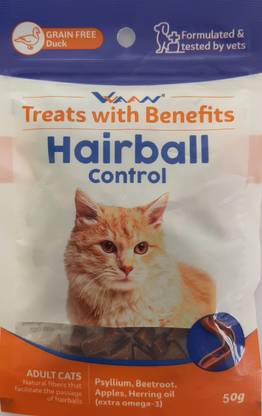 GRAIN FREE
Duck
Formulated &
tested by vets
Treats with Benefits
Hairball
Control
ADULT CATS
Natural fibers that
facilitate the passage
of hairballs
Psyllium, Beetroot,
Apples, Herring oil
(extra omega-3)
50g